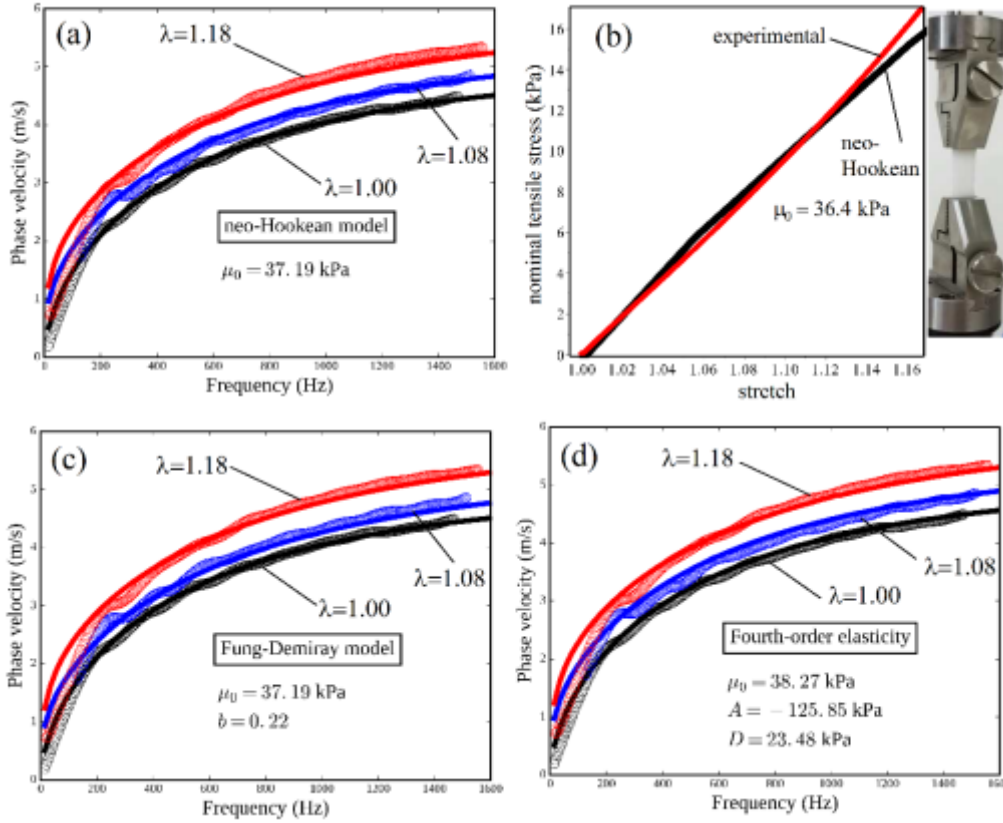 (a)
λ=1.18
λ=1.08
λ=1.00
neo-Hookean model
μ₀ = 37.19 kPa
Phase velocity (m/s)
6
5
4
3
2
1
0
0 200 400 600 800 1000 1200 1400 1600
Frequency (Hz)
(b)
experimental
neo-
Hookean
μ₀ = 36.4 kPa
nominal tensile stress (kPa)
16
14
12
10
8
6
4
2
0
1.00 1.02 1.04 1.06 1.08 1.10 1.12 1.14 1.16
stretch
(c)
λ=1.18
λ=1.08
λ=1.00
Fung-Demiray model
μ₀ = 37.19 kPa
b = 0.22
Phase velocity (m/s)
6
5
4
3
2
1
0
0 200 400 600 800 1000 1200 1400 1600
Frequency (Hz)
(d)
λ=1.18
λ=1.08
λ=1.00
Fourth-order elasticity
μ₀ = 38.27 kPa
A = −125.85 kPa
D = 23.48 kPa
Phase velocity (m/s)
6
5
4
3
2
1
0
0 200 400 600 800 1000 1200 1400 1600
Frequency (Hz)